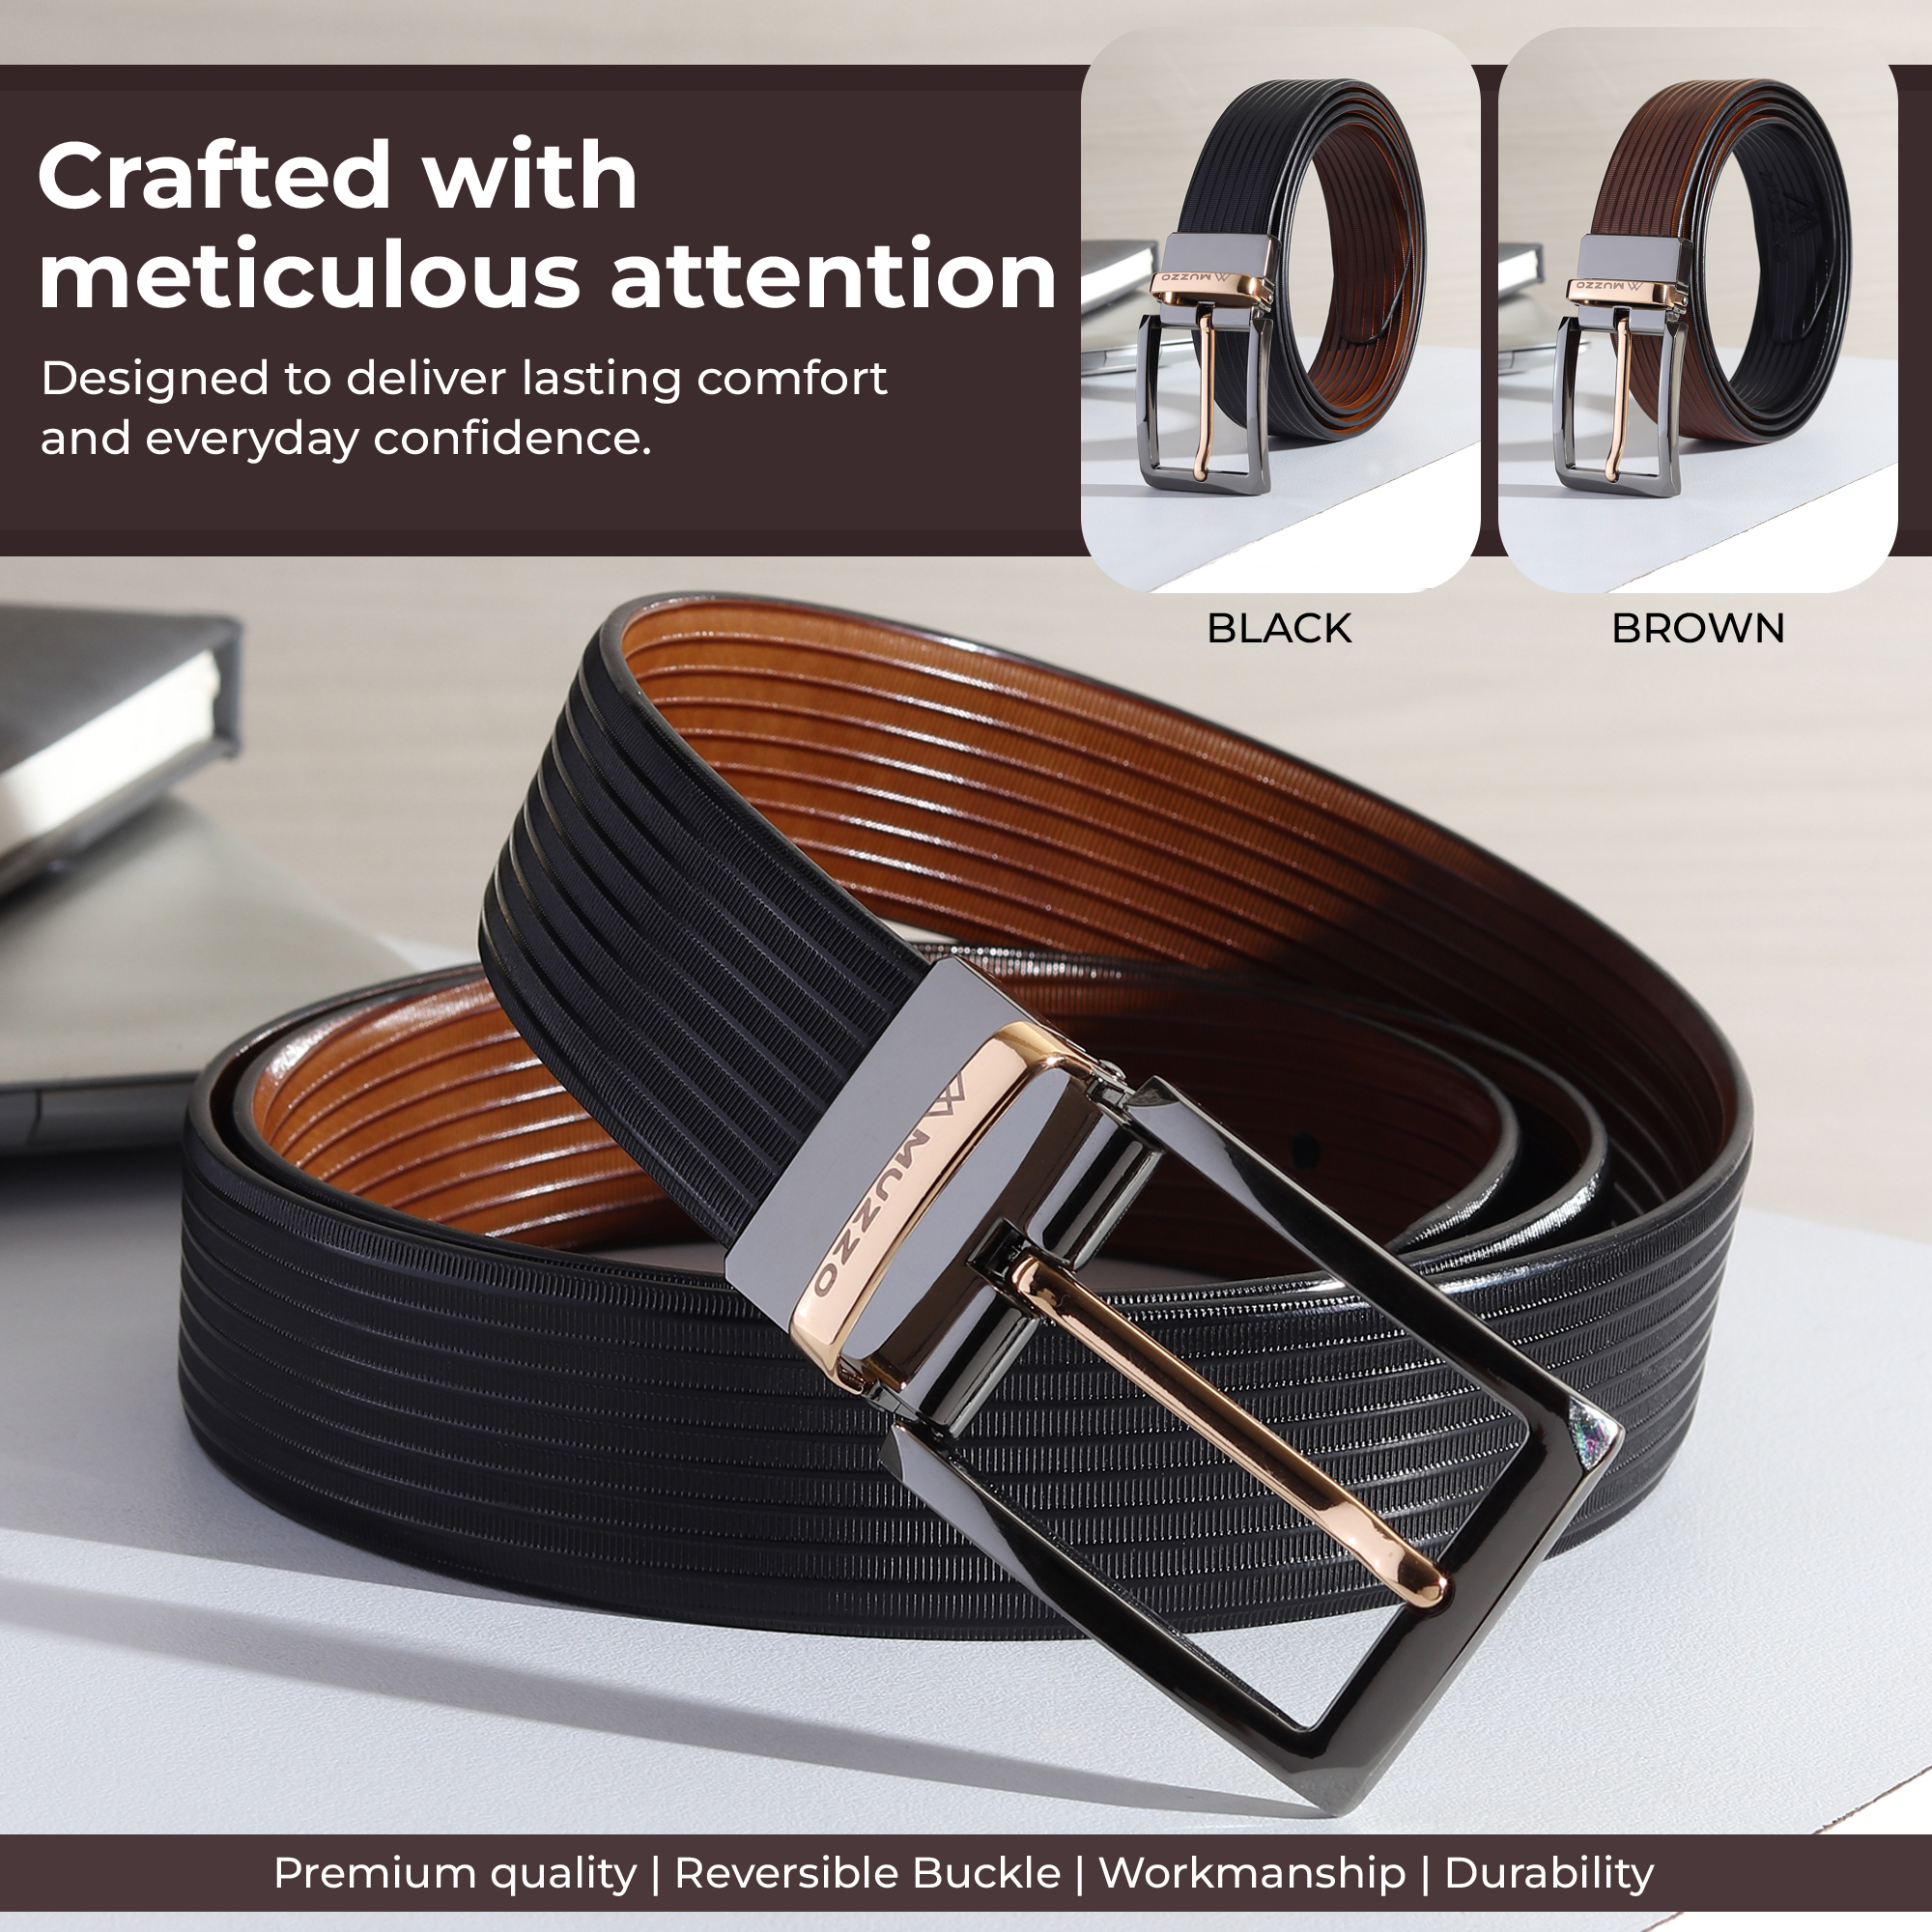 Crafted with
meticulous attention
Designed to deliver lasting comfort
and everyday confidence.
MUZZO
MUZZO
BLACK
BROWN
MUZZO
Premium quality | Reversible Buckle | Workmanship | Durability